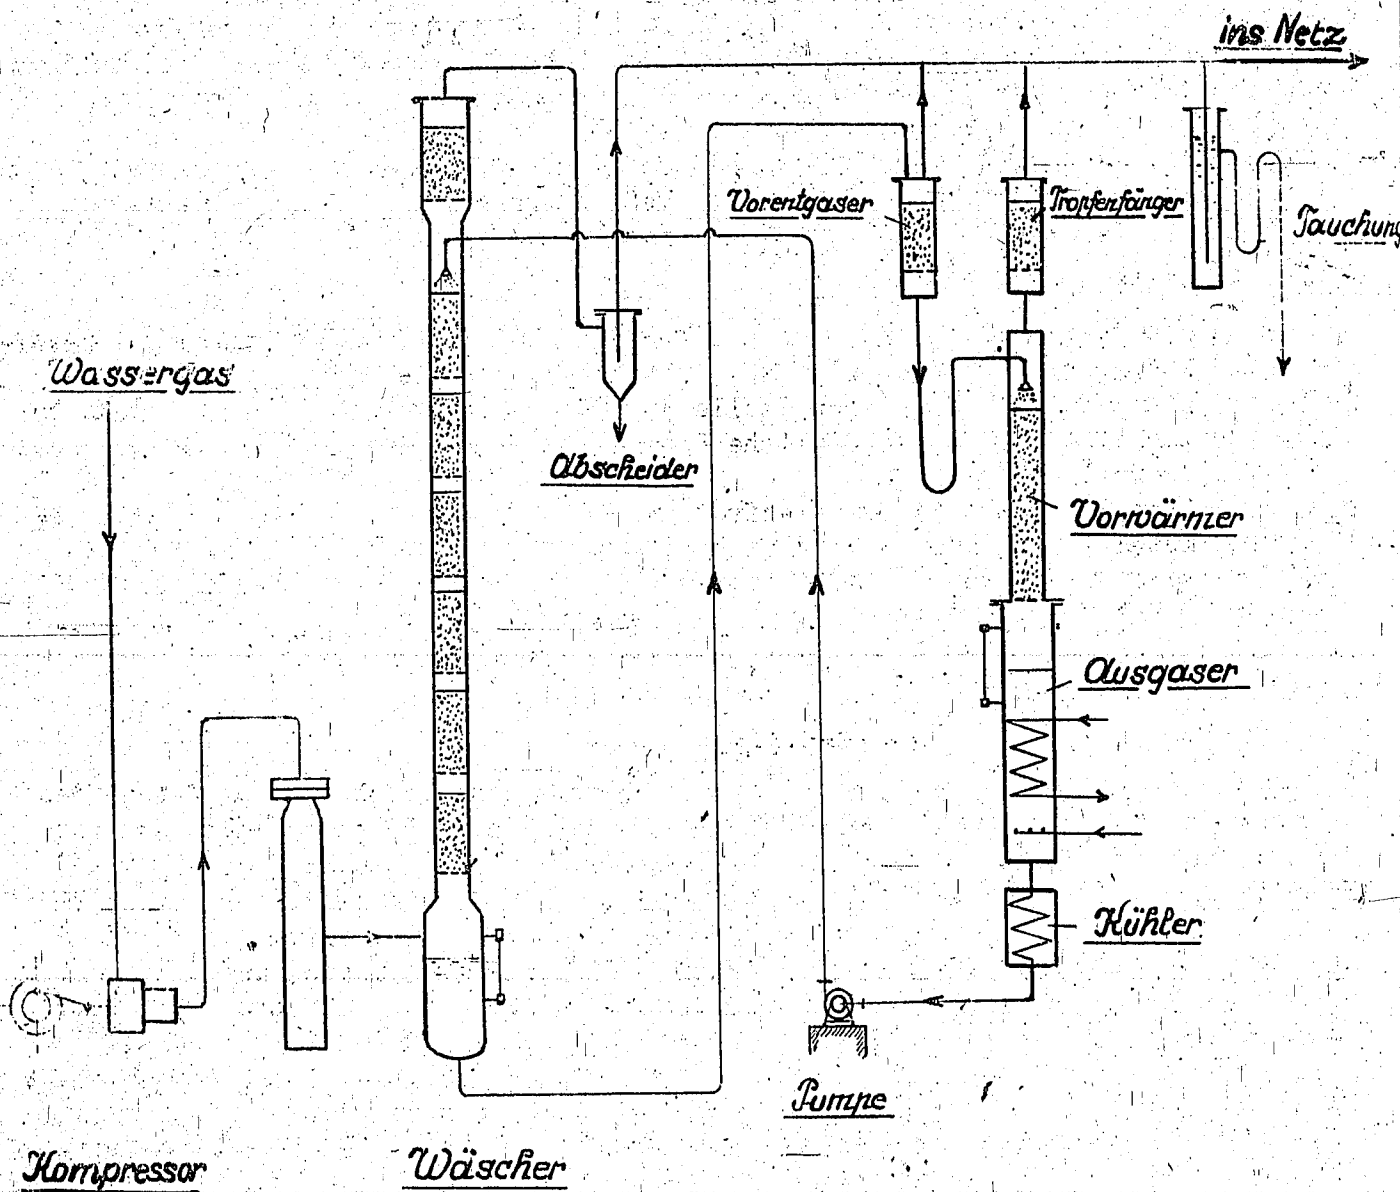 ins Netz
Vorentgaser
Tropfenfänger
Tauchung
Wassergas
Abscheider
Vorwärmer
Ausgaser
Kühler
Pumpe
Kompressor
Wäscher